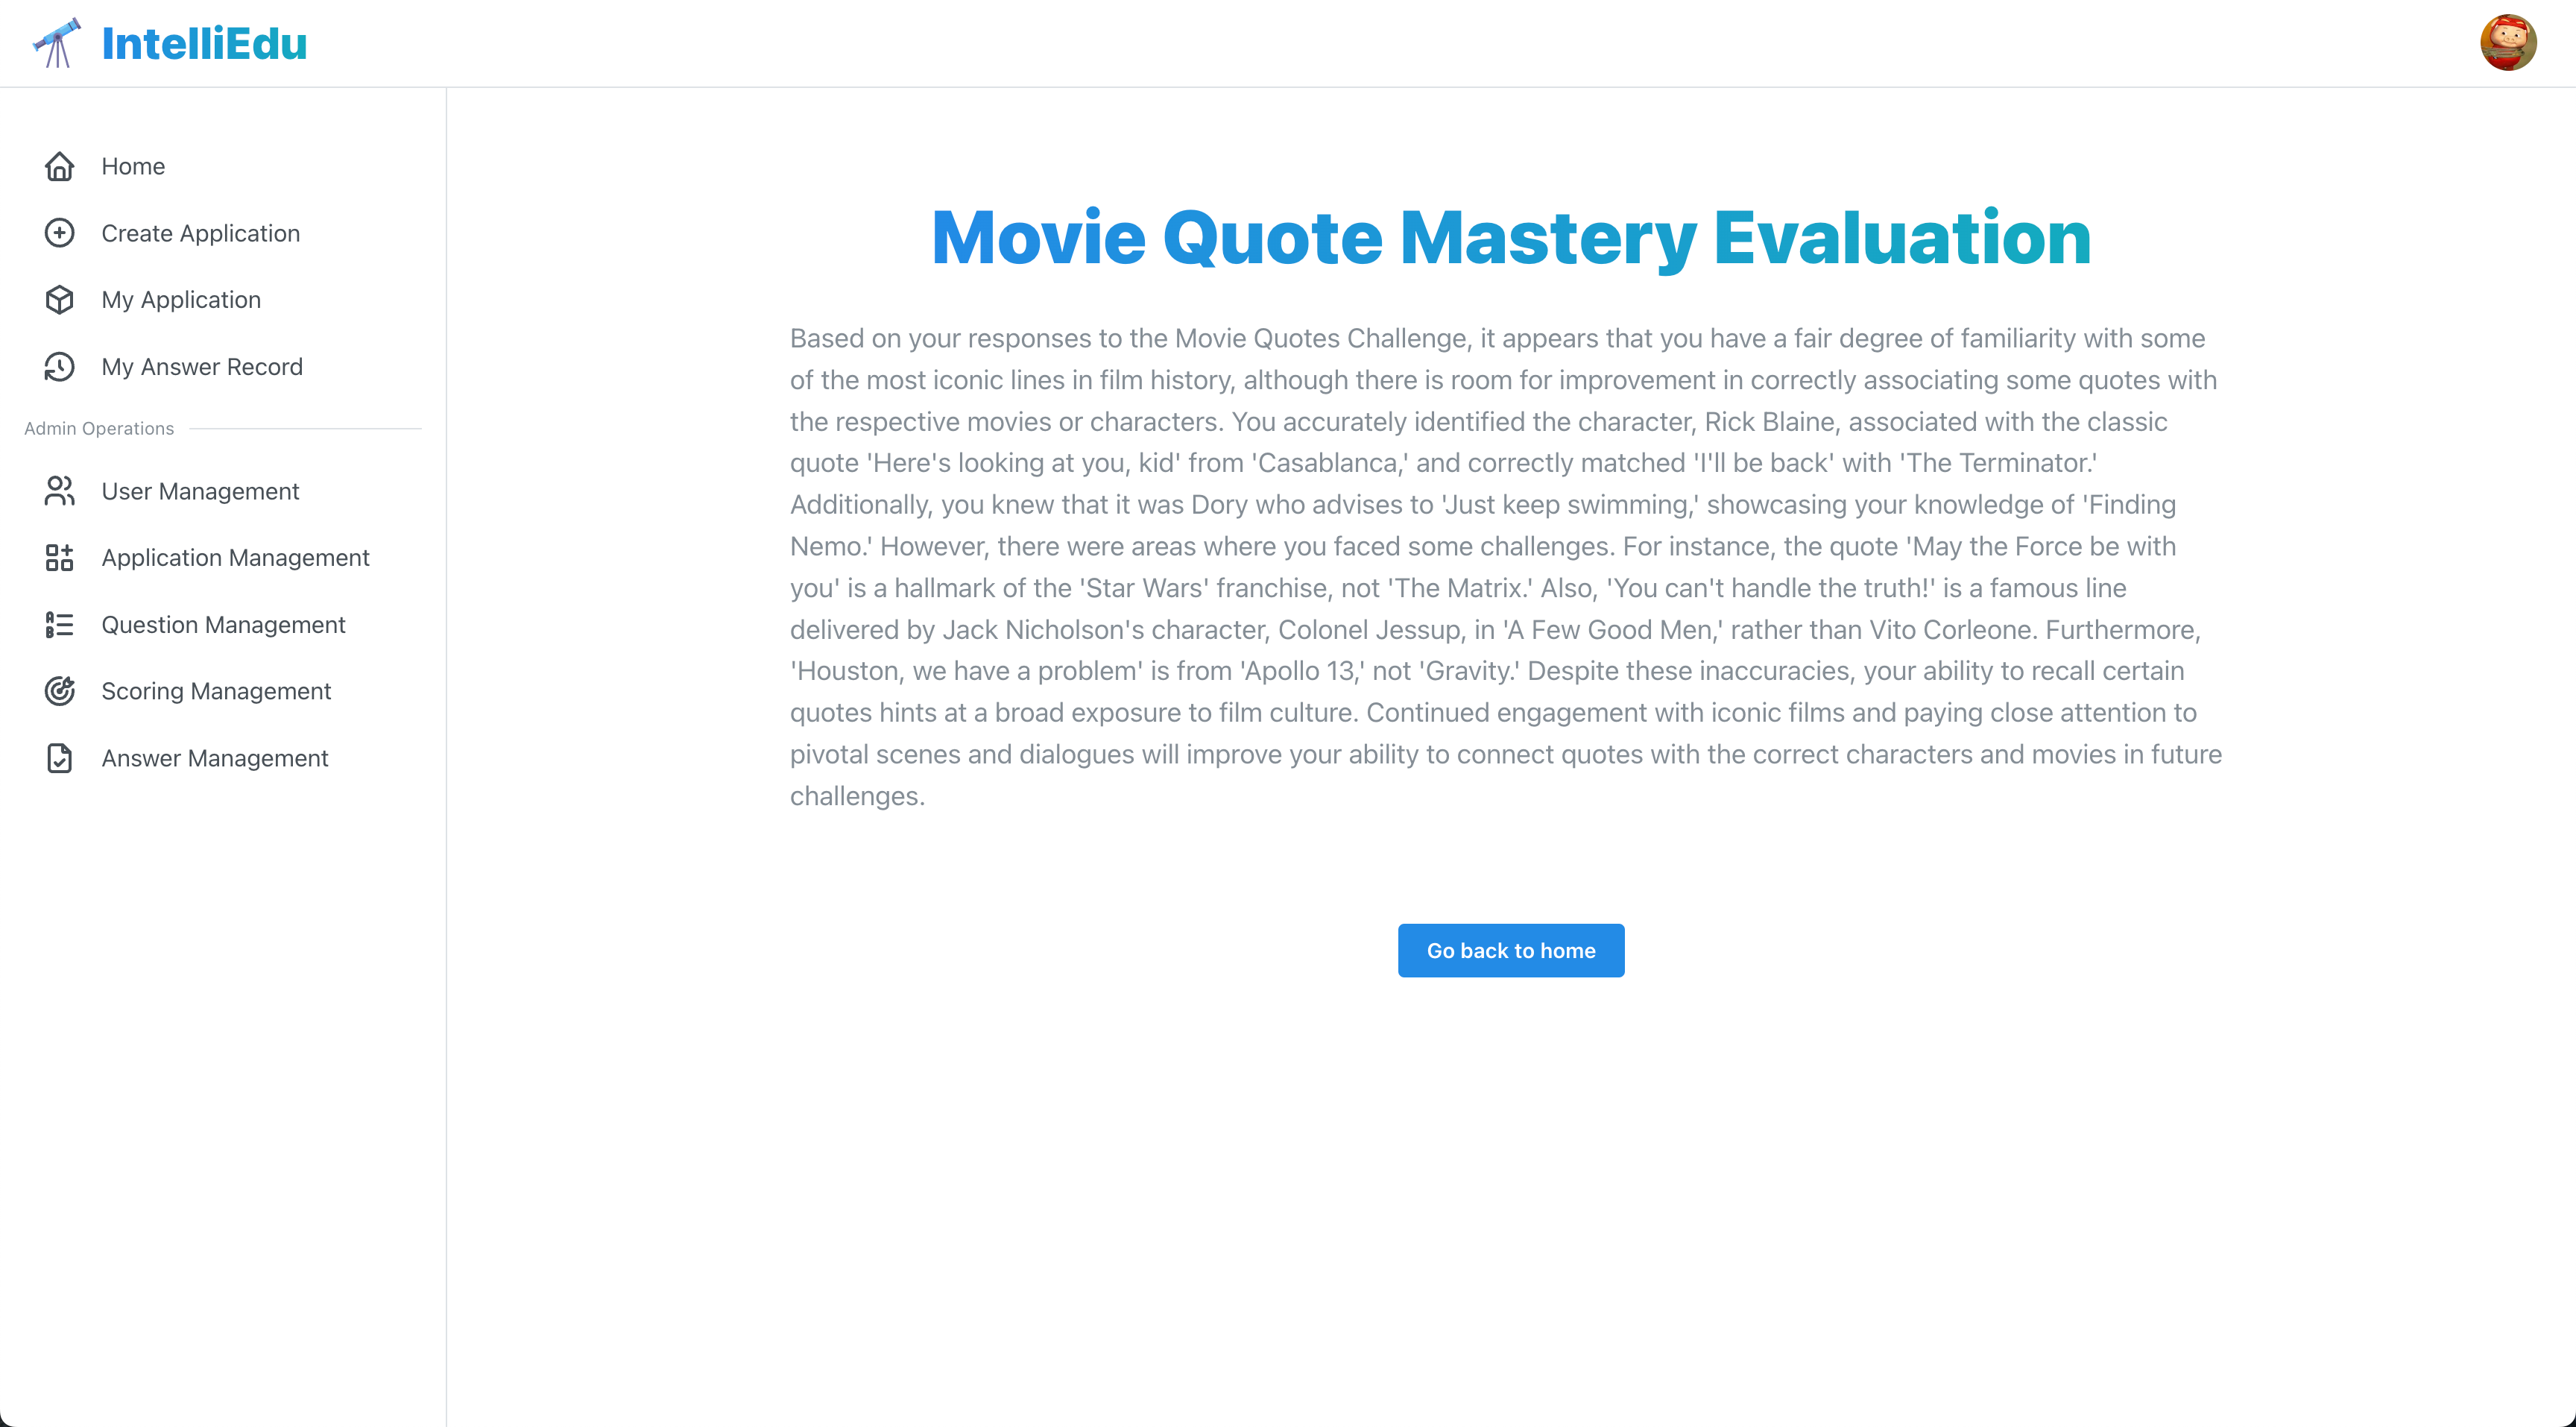 IntelliEdu
Home
Create Application
My Application
My Answer Record
Admin Operations
User Management
Application Management
Question Management
Scoring Management
Answer Management
Movie Quote Mastery Evaluation
Based on your responses to the Movie Quotes Challenge, it appears that you have a fair degree of familiarity with some
of the most iconic lines in film history, although there is room for improvement in correctly associating some quotes with
the respective movies or characters. You accurately identified the character, Rick Blaine, associated with the classic
quote 'Here's looking at you, kid' from 'Casablanca,' and correctly matched 'I'll be back' with 'The Terminator.'
Additionally, you knew that it was Dory who advises to 'Just keep swimming,' showcasing your knowledge of 'Finding
Nemo.' However, there were areas where you faced some challenges. For instance, the quote 'May the Force be with
you' is a hallmark of the 'Star Wars' franchise, not 'The Matrix.' Also, 'You can't handle the truth!' is a famous line
delivered by Jack Nicholson's character, Colonel Jessup, in 'A Few Good Men,' rather than Vito Corleone. Furthermore,
'Houston, we have a problem' is from 'Apollo 13,' not 'Gravity.' Despite these inaccuracies, your ability to recall certain
quotes hints at a broad exposure to film culture. Continued engagement with iconic films and paying close attention to
pivotal scenes and dialogues will improve your ability to connect quotes with the correct characters and movies in future
challenges.
Go back to home